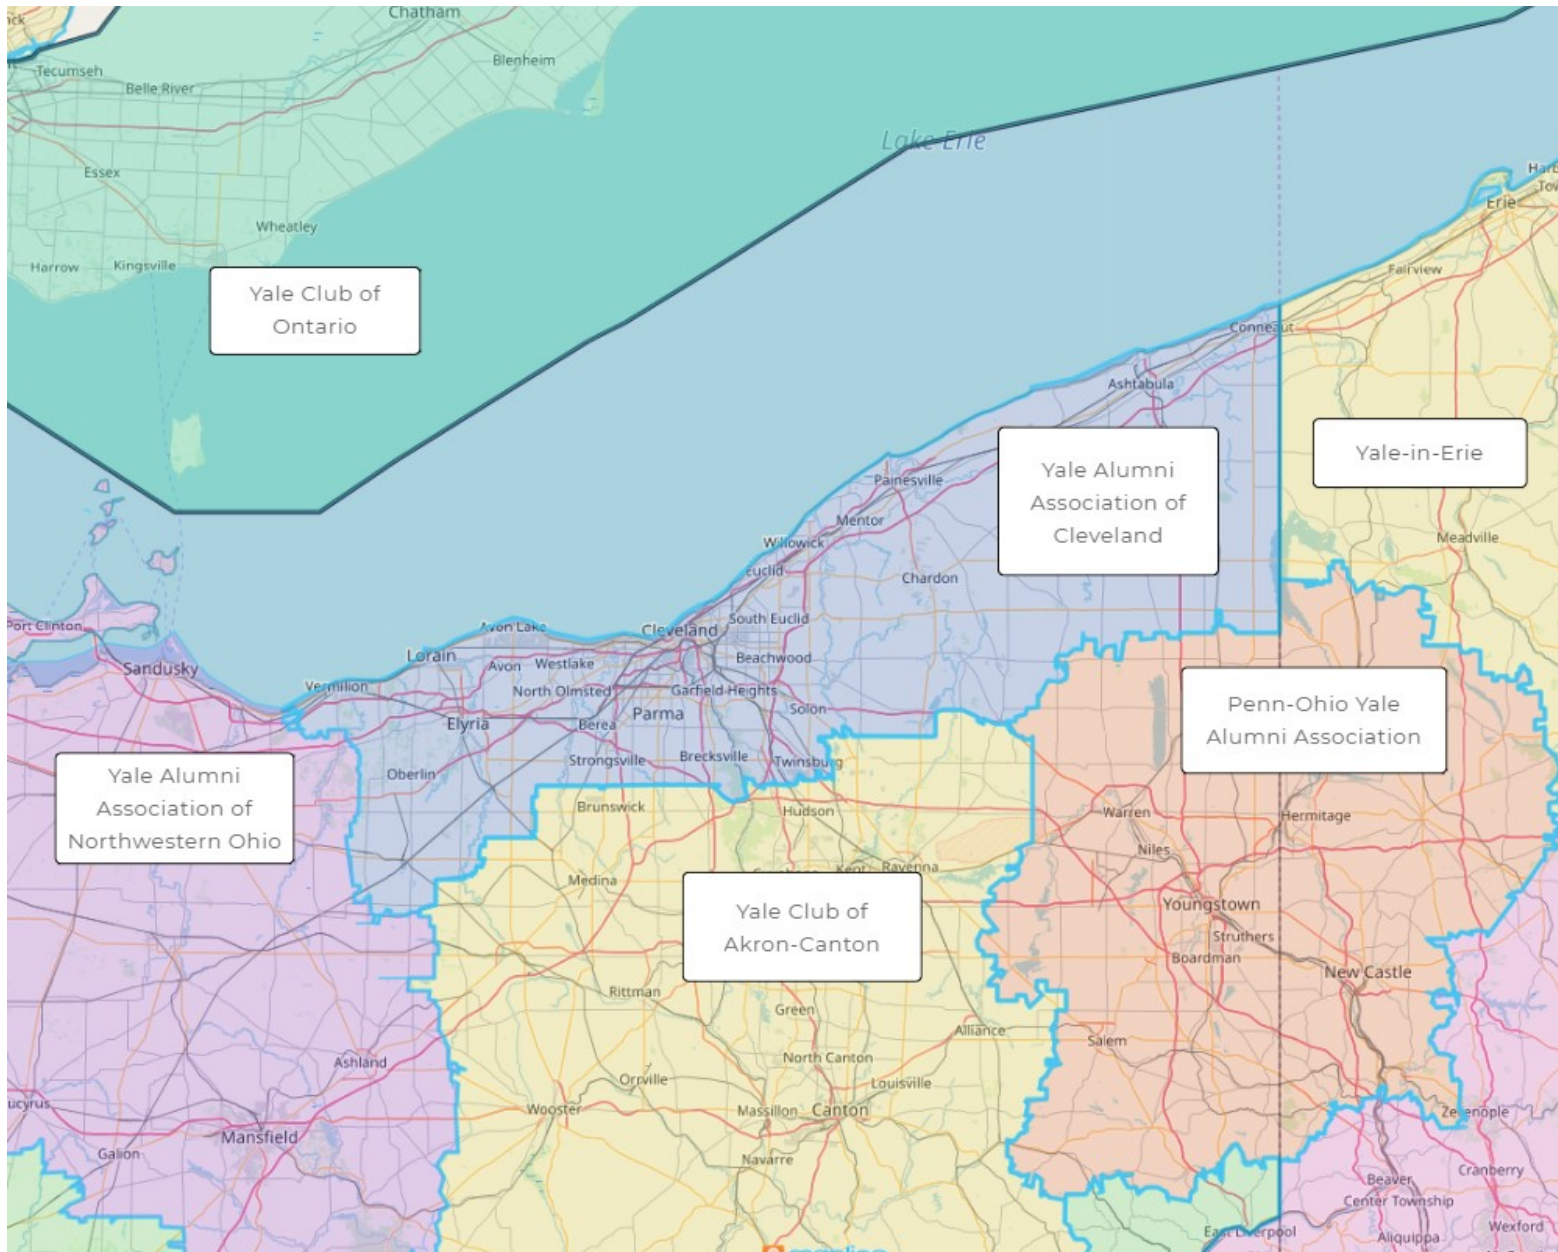 Chatham
Blenheim
Tecumseh
Belle River
Essex
Wheatley
Harrow
Kingsville
Lake Erie
Yale Club of
Ontario
Erie
Fairview
Conneaut
Ashtabula
Yale-in-Erie
Yale Alumni
Association of
Cleveland
Painesville
Mentor
Willowick
Euclid
Chardon
Meadville
Port Clinton
Avon Lake
Cleveland
South Euclid
Lorain
Avon
Westlake
Beachwood
Sandusky
Vermilion
North Olmsted
Garfield Heights
Elyria
Berea
Parma
Solon
Penn-Ohio Yale
Alumni Association
Oberlin
Strongsville
Brecksville
Twinsburg
Yale Alumni
Association of
Northwestern Ohio
Brunswick
Hudson
Warren
Hermitage
Niles
Medina
Kent
Ravenna
Yale Club of
Akron-Canton
Youngstown
Struthers
Boardman
New Castle
Rittman
Green
Alliance
Salem
Ashland
North Canton
Orrville
Louisville
ucyrus
Wooster
Massillon
Canton
Zelienople
Mansfield
Galion
Navarre
Beaver
Cranberry
Center Township
East Liverpool
Aliquippa
Wexford